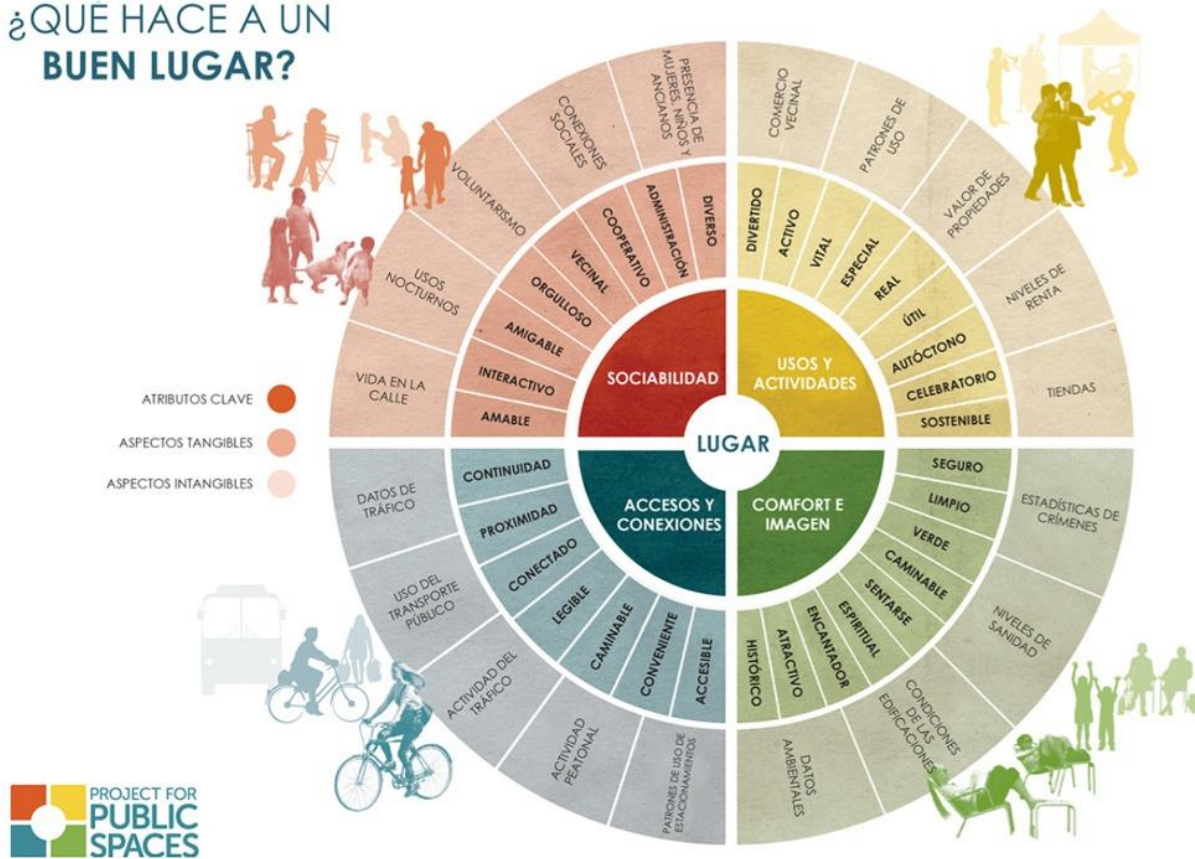 ¿QUÉ HACE A UN
BUEN LUGAR?
PRESENCIA DE
MUJERES, NIÑOS Y
ANCIANOS
CONEXIONES
SOCIALES
VOLUNTARISMO
USOS
NOCTURNOS
VIDA EN LA
CALLE
COMERCIO
VECINAL
PATRONES DE
USO
VALOR DE
PROPIEDADES
NIVELES DE
RENTA
TIENDAS
DIVERSO
ADMINISTRACIÓN
COOPERATIVO
VECINAL
ORGULLOSO
AMIGABLE
INTERACTIVO
AMABLE
DIVERTIDO
ACTIVO
VITAL
ESPECIAL
REAL
ÚTIL
AUTÓCTONO
CELEBRATORIO
SOSTENIBLE
SOCIABILIDAD
USOS Y
ACTIVIDADES
LUGAR
ACCESOS Y
CONEXIONES
COMFORT E
IMAGEN
ATRIBUTOS CLAVE
ASPECTOS TANGIBLES
ASPECTOS INTANGIBLES
CONTINUIDAD
PROXIMIDAD
CONECTADO
LEGIBLE
CAMINABLE
CONVENIENTE
ACCESIBLE
SEGURO
LIMPIO
VERDE
CAMINABLE
SENTARSE
ESPIRITUAL
ENCANTADOR
ATRACTIVO
HISTÓRICO
DATOS DE
TRÁFICO
USO DEL
TRANSPORTE
PÚBLICO
ACTIVIDAD DEL
TRÁFICO
ACTIVIDAD
PEATONAL
PATRONES DE USO DE
ESTACIONAMIENTOS
ESTADÍSTICAS DE
CRÍMENES
NIVELES DE
SANIDAD
CONDICIONES
DE LAS
EDIFICACIONES
DATOS
AMBIENTALES
PROJECT FOR
PUBLIC
SPACES